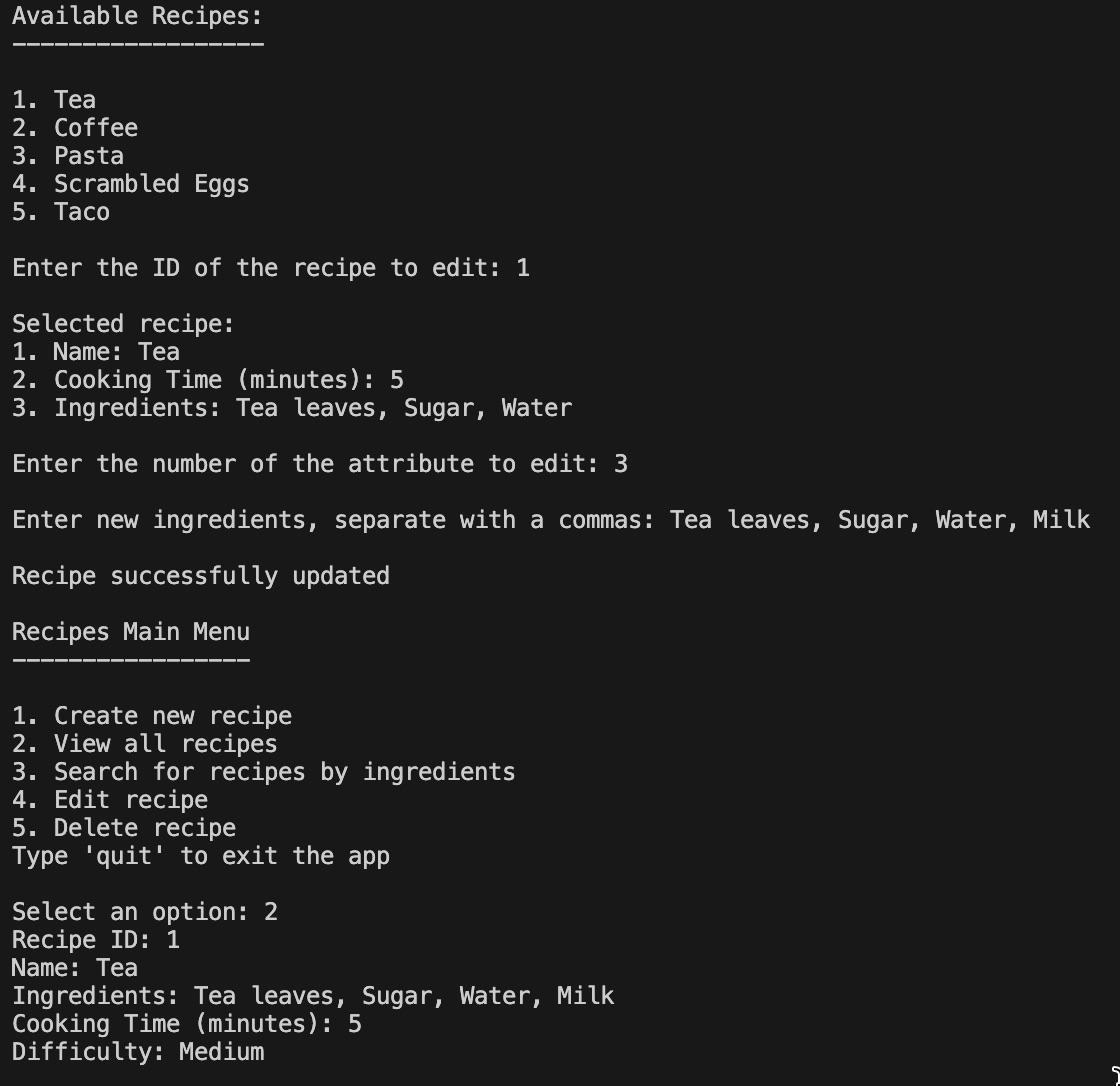 Available Recipes:
------------------
1. Tea
2. Coffee
3. Pasta
4. Scrambled Eggs
5. Taco
Enter the ID of the recipe to edit: 1
Selected recipe:
1. Name: Tea
2. Cooking Time (minutes): 5
3. Ingredients: Tea leaves, Sugar, Water
Enter the number of the attribute to edit: 3
Enter new ingredients, separate with a commas: Tea leaves, Sugar, Water, Milk
Recipe successfully updated
Recipes Main Menu
-----------------
1. Create new recipe
2. View all recipes
3. Search for recipes by ingredients
4. Edit recipe
5. Delete recipe
Type 'quit' to exit the app
Select an option: 2
Recipe ID: 1
Name: Tea
Ingredients: Tea leaves, Sugar, Water, Milk
Cooking Time (minutes): 5
Difficulty: Medium